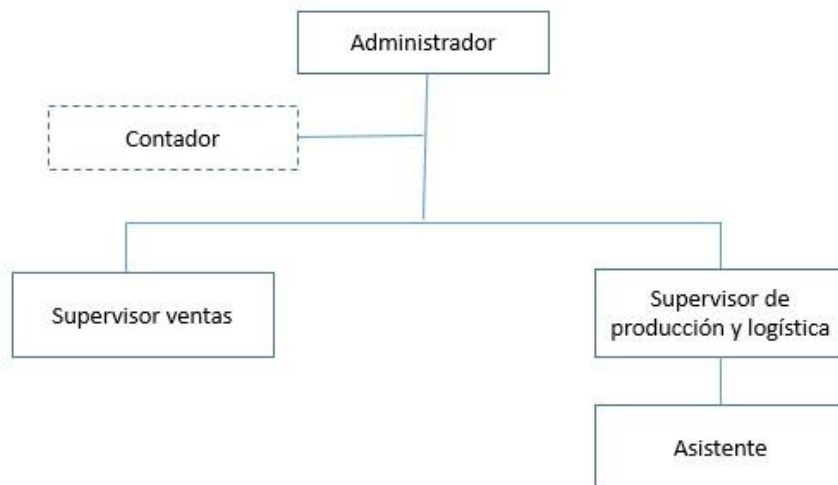 Administrador
Contador
Supervisor ventas
Supervisor de
producción y logística
Asistente